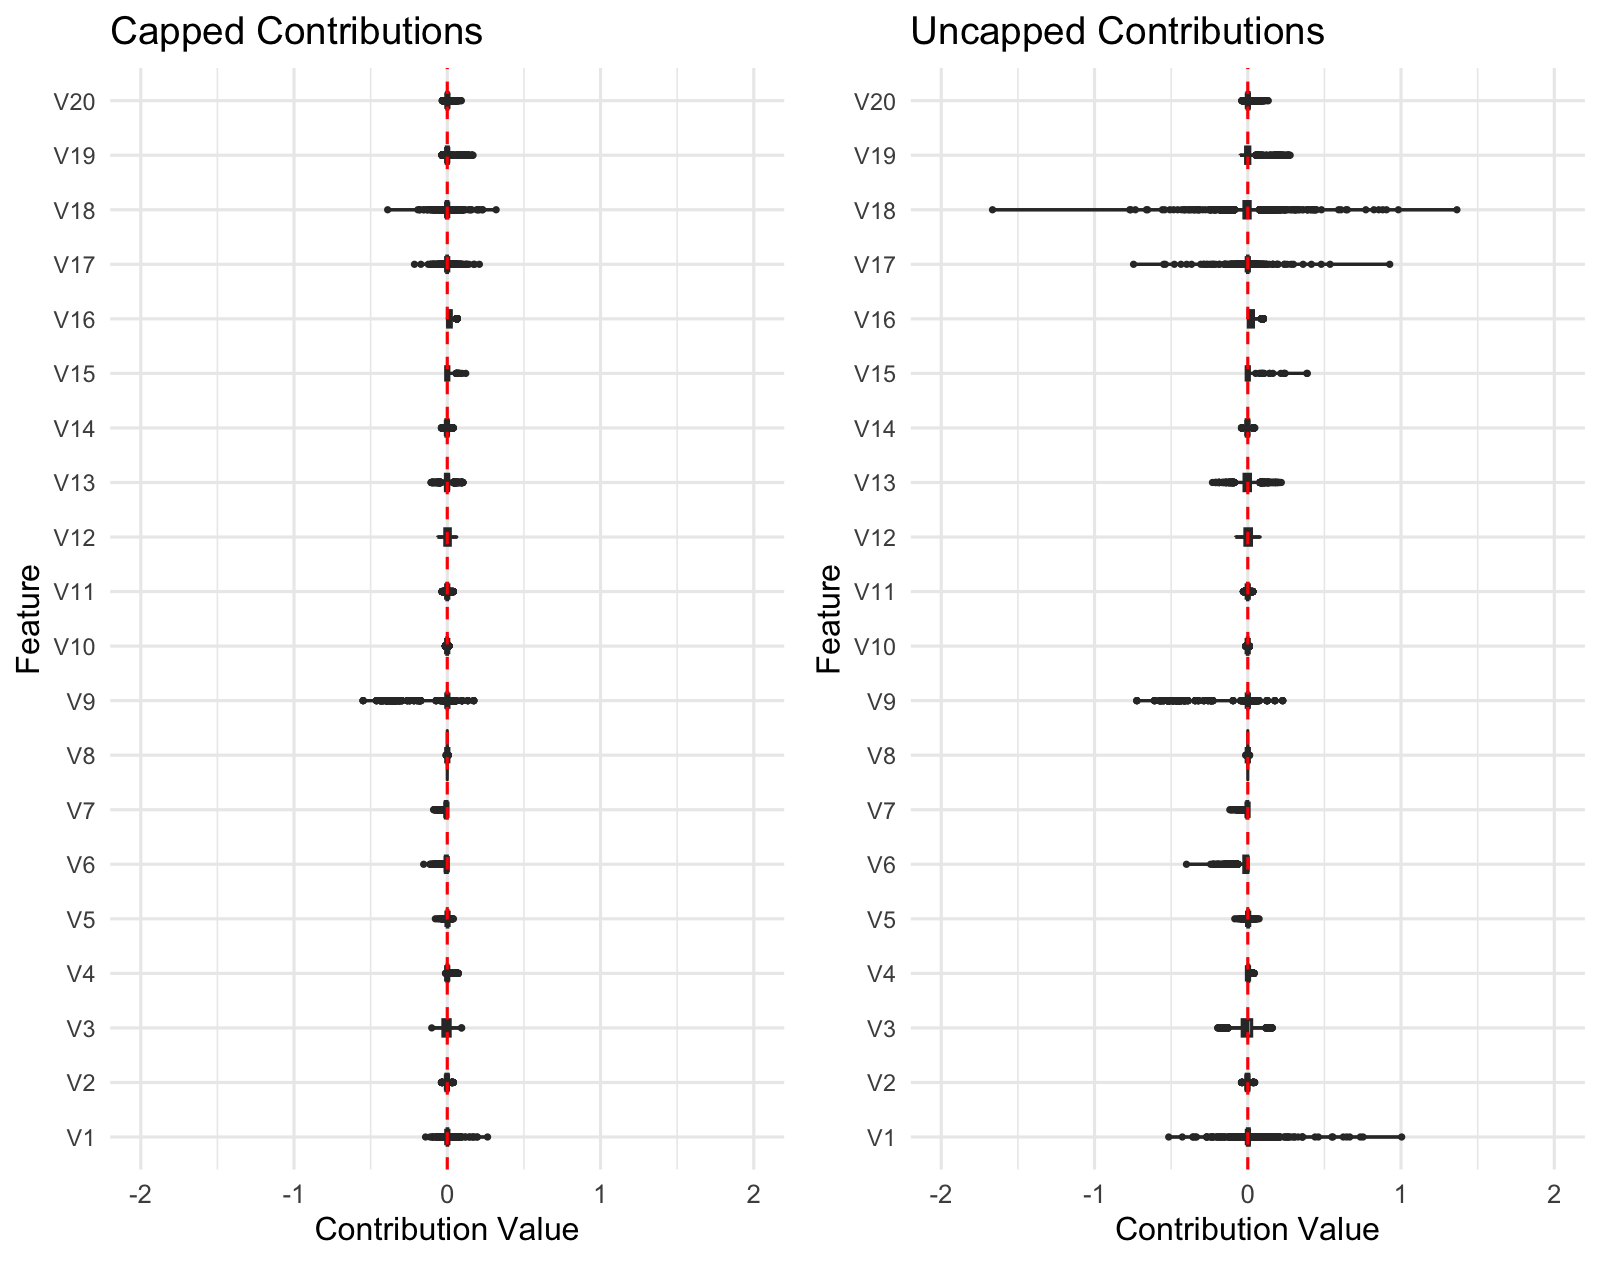 Capped Contributions
V20
V19
V18
V17
V16
V15
V14
V13
V12
V11
V10
V9
V8
V7
V6
V5
V4
V3
V2
V1
Feature
-2 -1 0 1 2
Contribution Value
Uncapped Contributions
V20
V19
V18
V17
V16
V15
V14
V13
V12
V11
V10
V9
V8
V7
V6
V5
V4
V3
V2
V1
Feature
-2 -1 0 1 2
Contribution Value